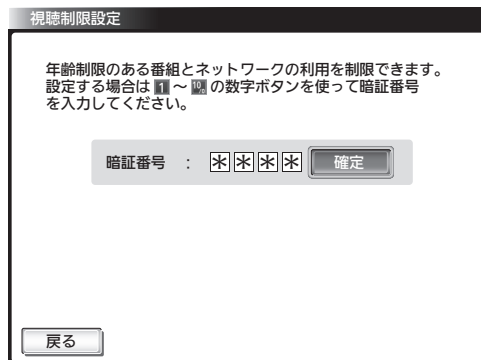 視聴制限設定
年齢制限のある番組とネットワークの利用を制限できます。
設定する場合は 1 ～ 10/0 の数字ボタンを使って暗証番号
を入力してください。
暗証番号 : ＊＊＊＊ 確定
戻る